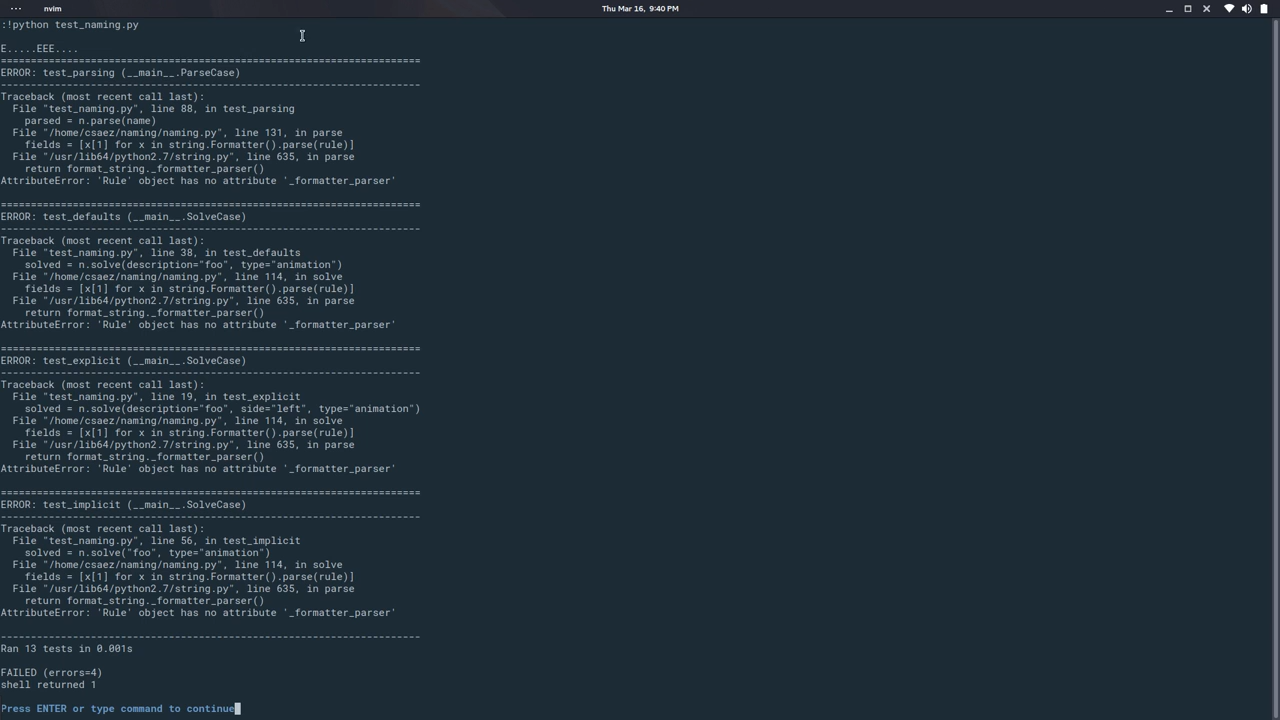 nvim
Thu Mar 16, 9:40 PM
:!python test_naming.py
E.....EEE....
======================================================================
ERROR: test_parsing (__main__.ParseCase)
----------------------------------------------------------------------
Traceback (most recent call last):
  File "test_naming.py", line 88, in test_parsing
    parsed = n.parse(name)
  File "/home/csaez/naming/naming.py", line 131, in parse
    fields = [x[1] for x in string.Formatter().parse(rule)]
  File "/usr/lib64/python2.7/string.py", line 635, in parse
    return format_string._formatter_parser()
AttributeError: 'Rule' object has no attribute '_formatter_parser'
======================================================================
ERROR: test_defaults (__main__.SolveCase)
----------------------------------------------------------------------
Traceback (most recent call last):
  File "test_naming.py", line 38, in test_defaults
    solved = n.solve(description="foo", type="animation")
  File "/home/csaez/naming/naming.py", line 114, in solve
    fields = [x[1] for x in string.Formatter().parse(rule)]
  File "/usr/lib64/python2.7/string.py", line 635, in parse
    return format_string._formatter_parser()
AttributeError: 'Rule' object has no attribute '_formatter_parser'
======================================================================
ERROR: test_explicit (__main__.SolveCase)
----------------------------------------------------------------------
Traceback (most recent call last):
  File "test_naming.py", line 19, in test_explicit
    solved = n.solve(description="foo", side="left", type="animation")
  File "/home/csaez/naming/naming.py", line 114, in solve
    fields = [x[1] for x in string.Formatter().parse(rule)]
  File "/usr/lib64/python2.7/string.py", line 635, in parse
    return format_string._formatter_parser()
AttributeError: 'Rule' object has no attribute '_formatter_parser'
======================================================================
ERROR: test_implicit (__main__.SolveCase)
----------------------------------------------------------------------
Traceback (most recent call last):
  File "test_naming.py", line 56, in test_implicit
    solved = n.solve("foo", type="animation")
  File "/home/csaez/naming/naming.py", line 114, in solve
    fields = [x[1] for x in string.Formatter().parse(rule)]
  File "/usr/lib64/python2.7/string.py", line 635, in parse
    return format_string._formatter_parser()
AttributeError: 'Rule' object has no attribute '_formatter_parser'
----------------------------------------------------------------------
Ran 13 tests in 0.001s
FAILED (errors=4)
shell returned 1
Press ENTER or type command to continue